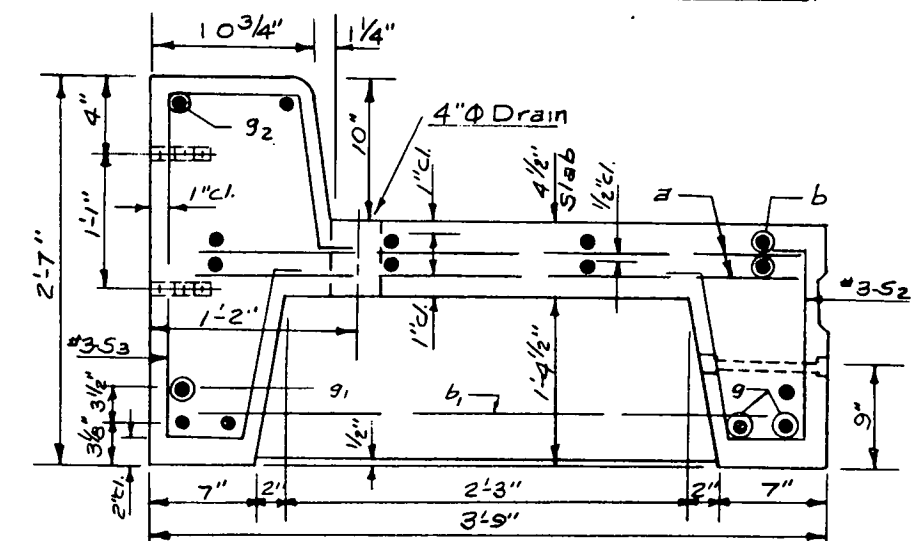 10 3/4"
1 1/4"
4"
10"
4"Φ Drain
g2
1"cl.
4 1/2"
Slab
1/2"cl.
a
b
1"cl.
1'-1"
2'-7"
#3-S2
1'-2"
1"cl.
#3-S3
1'-4 1/2"
3 1/2"
g1
b1
g
9"
3 1/8"
1/2"
2"cl.
7"
2"
2'-3"
2"
7"
3'-9"